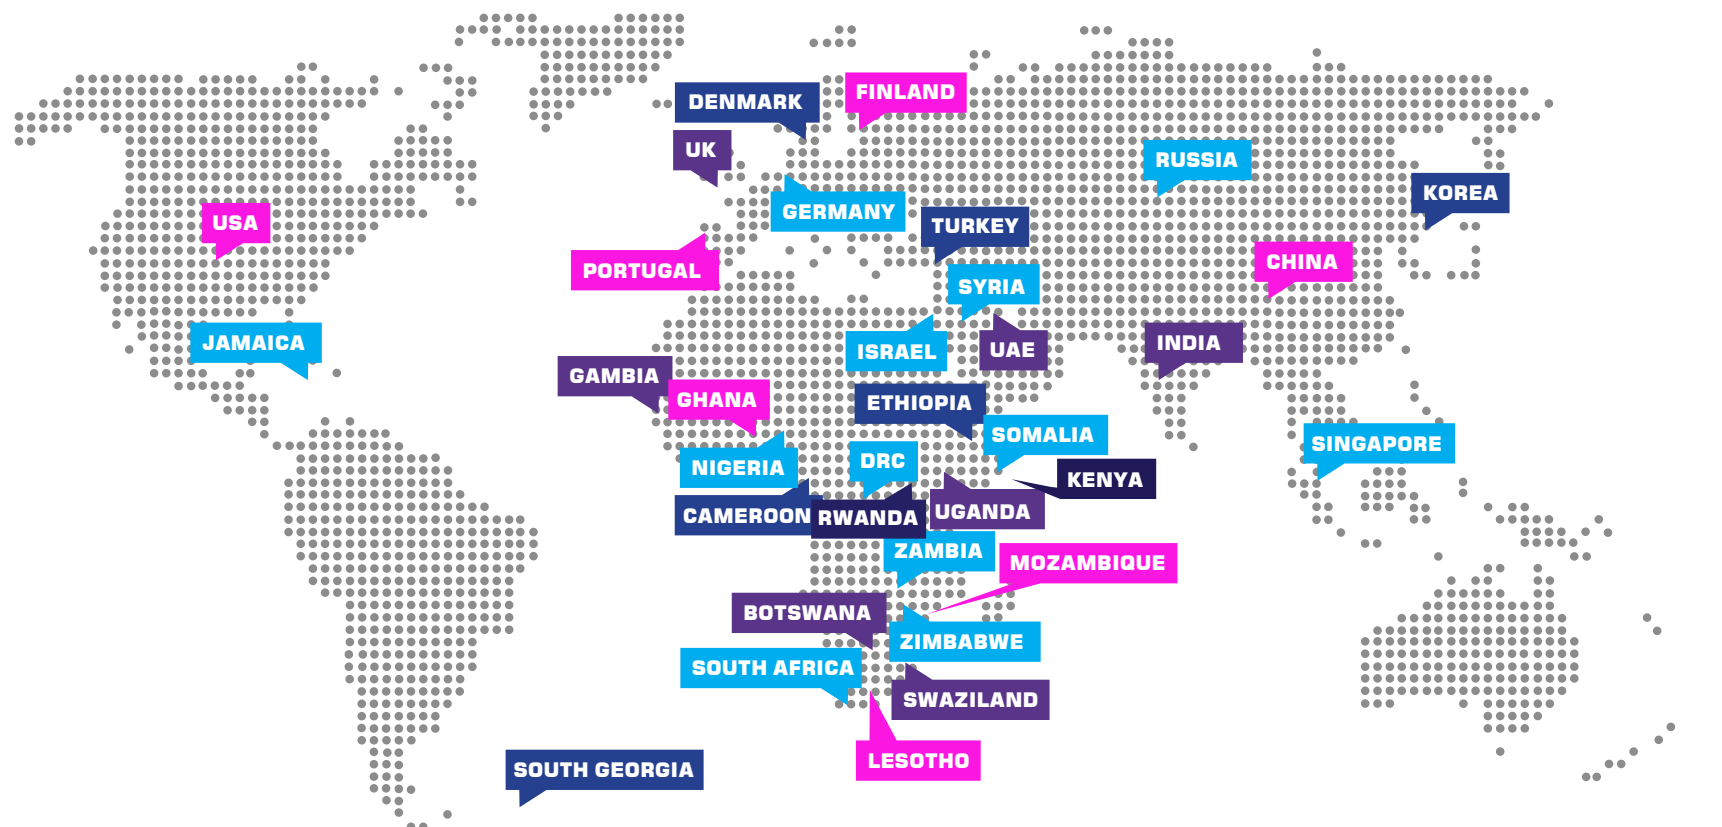 FINLAND
DENMARK
UK
RUSSIA
KOREA
USA
GERMANY
TURKEY
PORTUGAL
CHINA
SYRIA
JAMAICA
ISRAEL
UAE
INDIA
GAMBIA
GHANA
ETHIOPIA
SOMALIA
SINGAPORE
NIGERIA
DRC
KENYA
CAMEROON
RWANDA
UGANDA
ZAMBIA
MOZAMBIQUE
BOTSWANA
ZIMBABWE
SOUTH AFRICA
SWAZILAND
LESOTHO
SOUTH GEORGIA